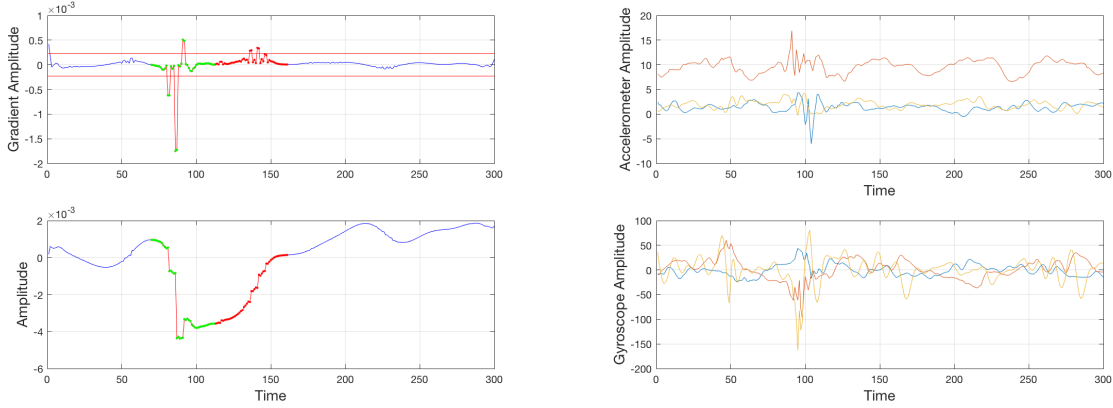 ×10⁻³
1
0.5
0
-0.5
-1
-1.5
-2
Gradient Amplitude
0 50 100 150 200 250 300
Time
20
15
10
5
0
-5
-10
Accelerometer Amplitude
0 50 100 150 200 250 300
Time
×10⁻³
2
0
-2
-4
-6
Amplitude
0 50 100 150 200 250 300
Time
100
50
0
-50
-100
-150
-200
Gyroscope Amplitude
0 50 100 150 200 250 300
Time